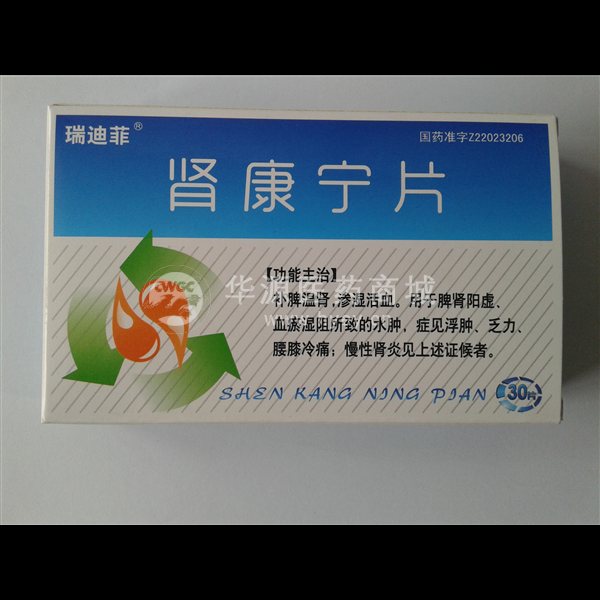 瑞迪菲®
国药准字Z22023206
肾康宁片
【功能主治】
补脾温肾，渗湿活血。用于脾肾阳虚、
血瘀湿阻所致的水肿，症见浮肿、乏力、
腰膝冷痛；慢性肾炎见上述证候者。
SHEN KANG NING PIAN
30片
CWGC
华源医药商城